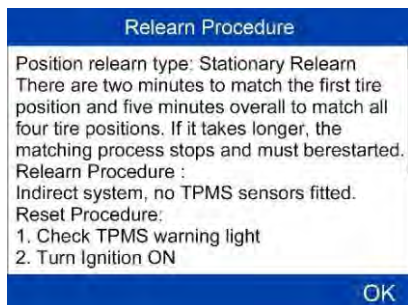 Relearn Procedure
Position relearn type: Stationary Relearn
There are two minutes to match the first tire
position and five minutes overall to match all
four tire positions. If it takes longer, the
matching process stops and must berestarted.
Relearn Procedure :
Indirect system, no TPMS sensors fitted.
Reset Procedure:
1. Check TPMS warning light
2. Turn Ignition ON
OK